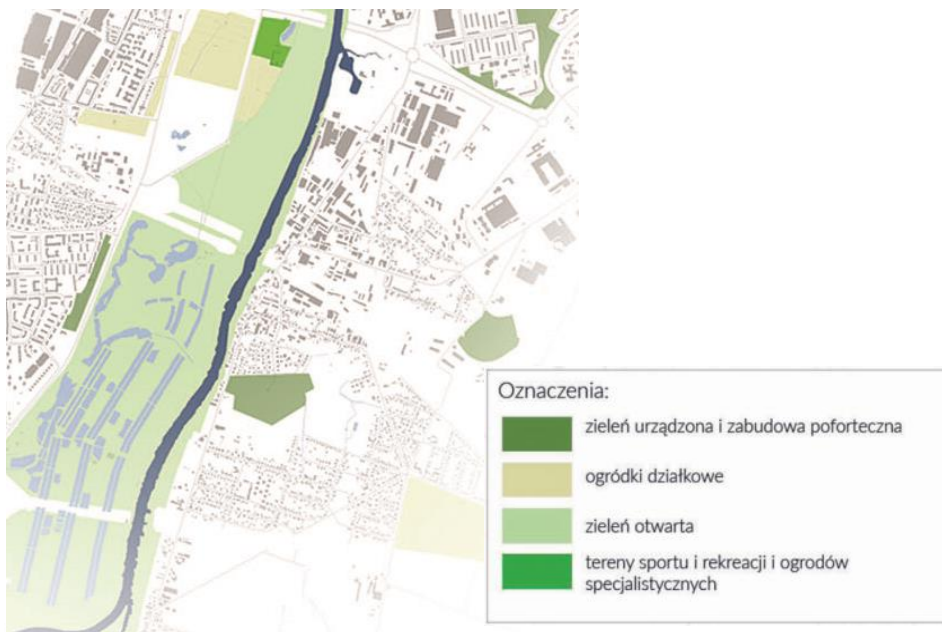 Oznaczenia:
zieleń urządzona i zabudowa poforteczna
ogródki działkowe
zieleń otwarta
tereny sportu i rekreacji i ogrodów
specjalistycznych